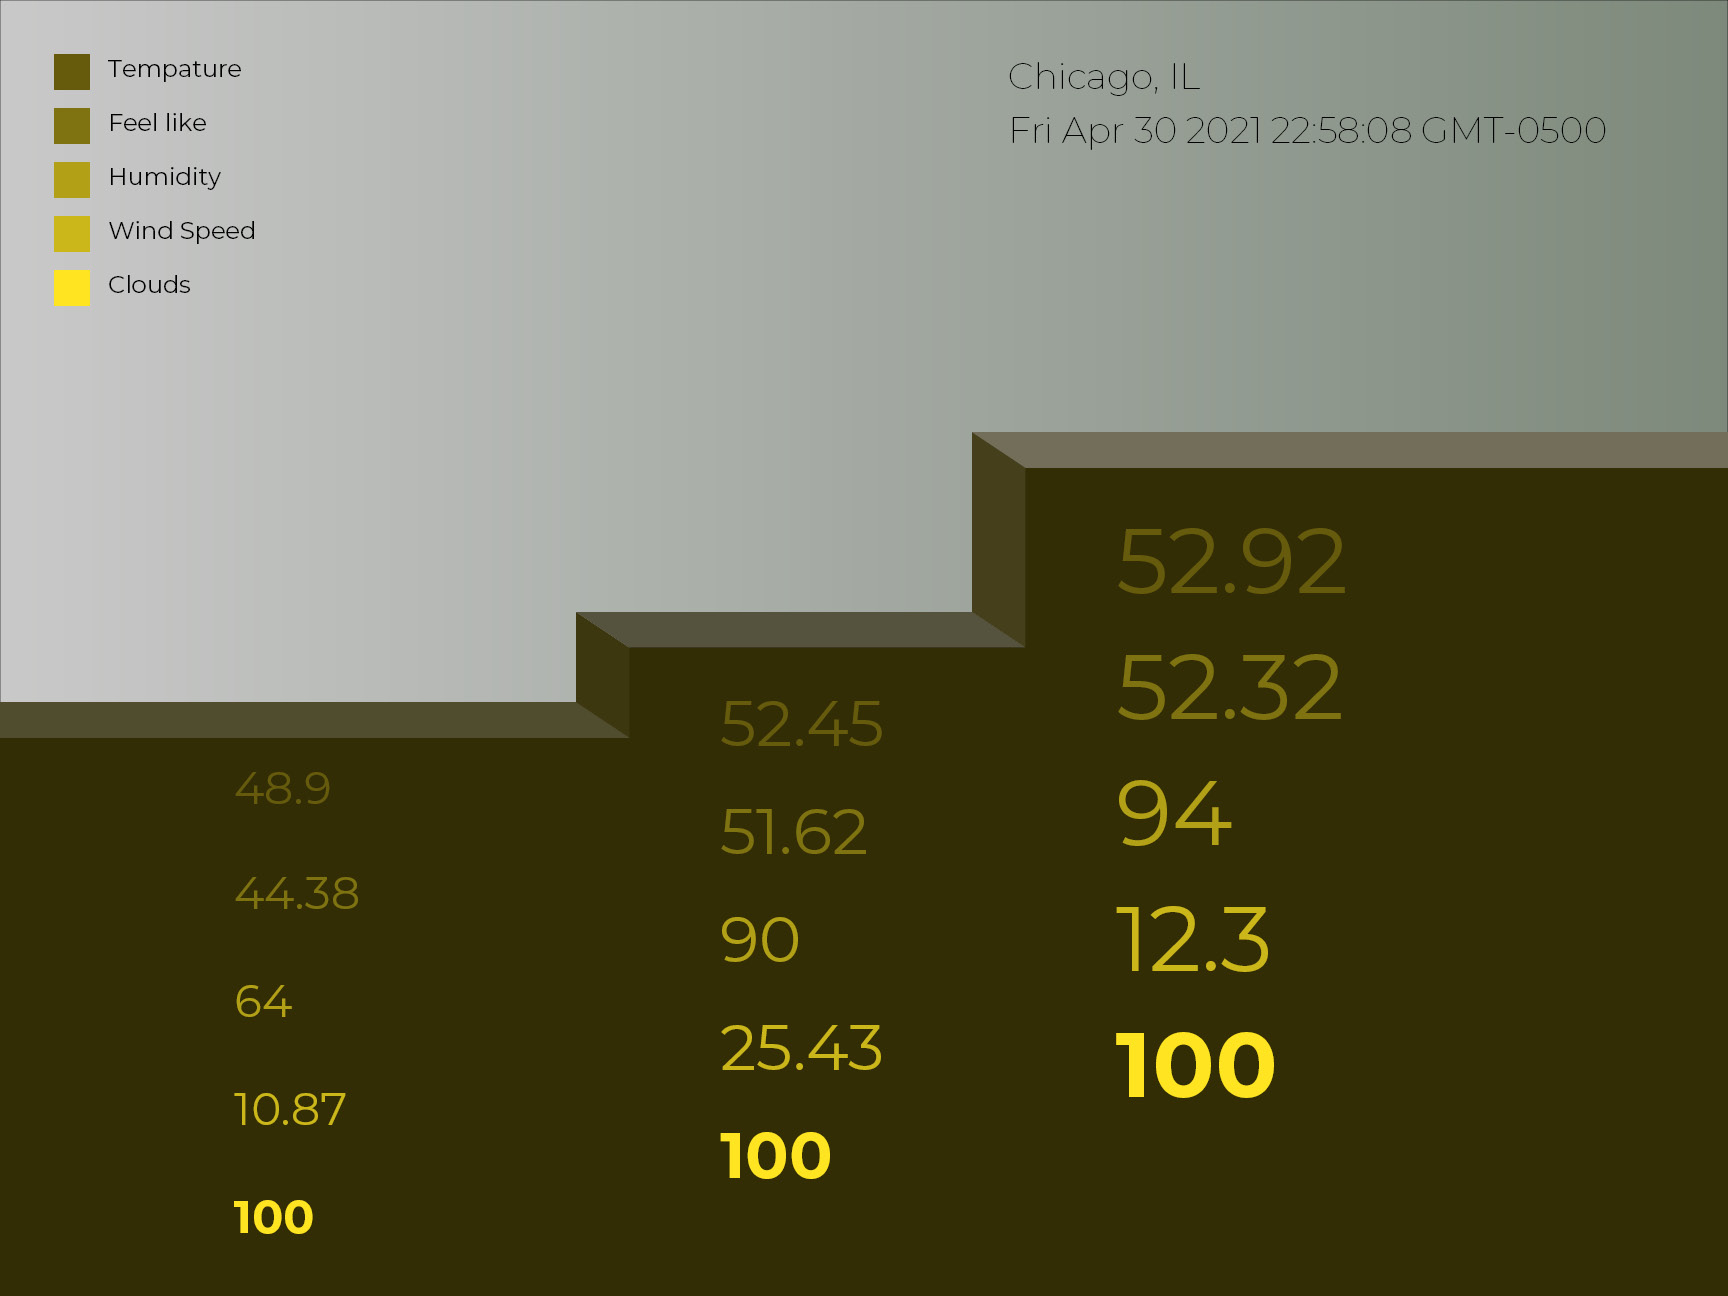 Tempature
Feel like
Humidity
Wind Speed
Clouds
Chicago, IL
Fri Apr 30 2021 22:58:08 GMT-0500
48.9
44.38
64
10.87
100
52.45
51.62
90
25.43
100
52.92
52.32
94
12.3
100